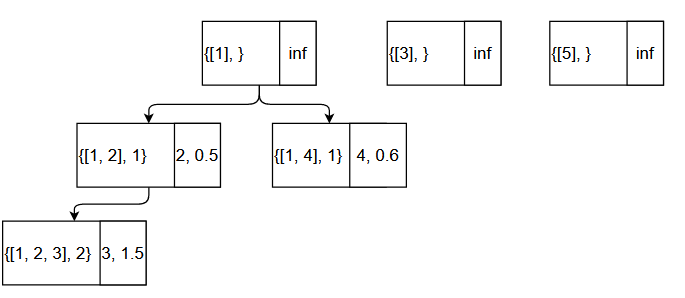 {[1], } inf
{[3], } inf
{[5], } inf
{[1, 2], 1} 2, 0.5
{[1, 4], 1} 4, 0.6
{[1, 2, 3], 2} 3, 1.5